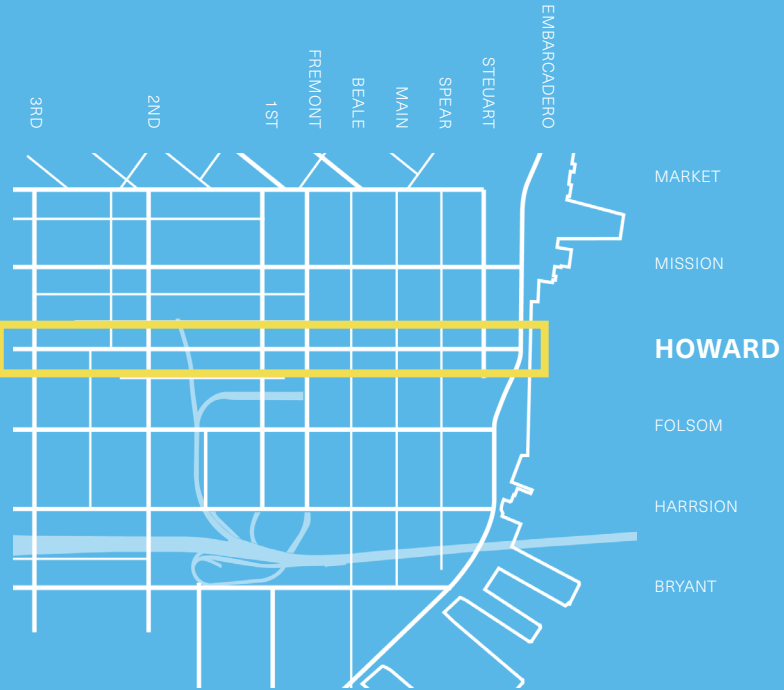 3RD
2ND
1ST
FREMONT
BEALE
MAIN
SPEAR
STEUART
EMBARCADERO
MARKET
MISSION
HOWARD
FOLSOM
HARRSION
BRYANT